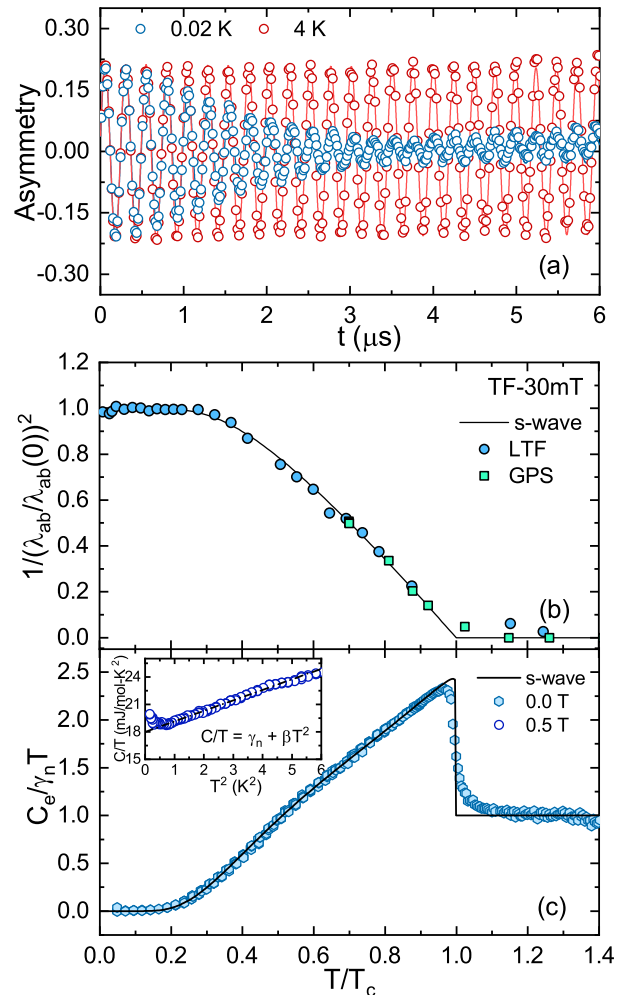 0.30
0.15
0.00
-0.15
-0.30
Asymmetry
0.02 K
4 K
(a)
0 1 2 3 4 5 6
t (μs)
1.2
1.0
0.8
0.6
0.4
0.2
0.0
1/(λab/λab(0))²
TF-30mT
s-wave
LTF
GPS
(b)
2.5
2.0
1.5
1.0
0.5
0.0
Ce/γnT
24
21
18
15
C/T (mJ/mol-K²)
C/T = γn + βT²
0 1 2 3 4 5 6
T² (K²)
s-wave
0.0 T
0.5 T
(c)
0.0 0.2 0.4 0.6 0.8 1.0 1.2 1.4
T/Tc